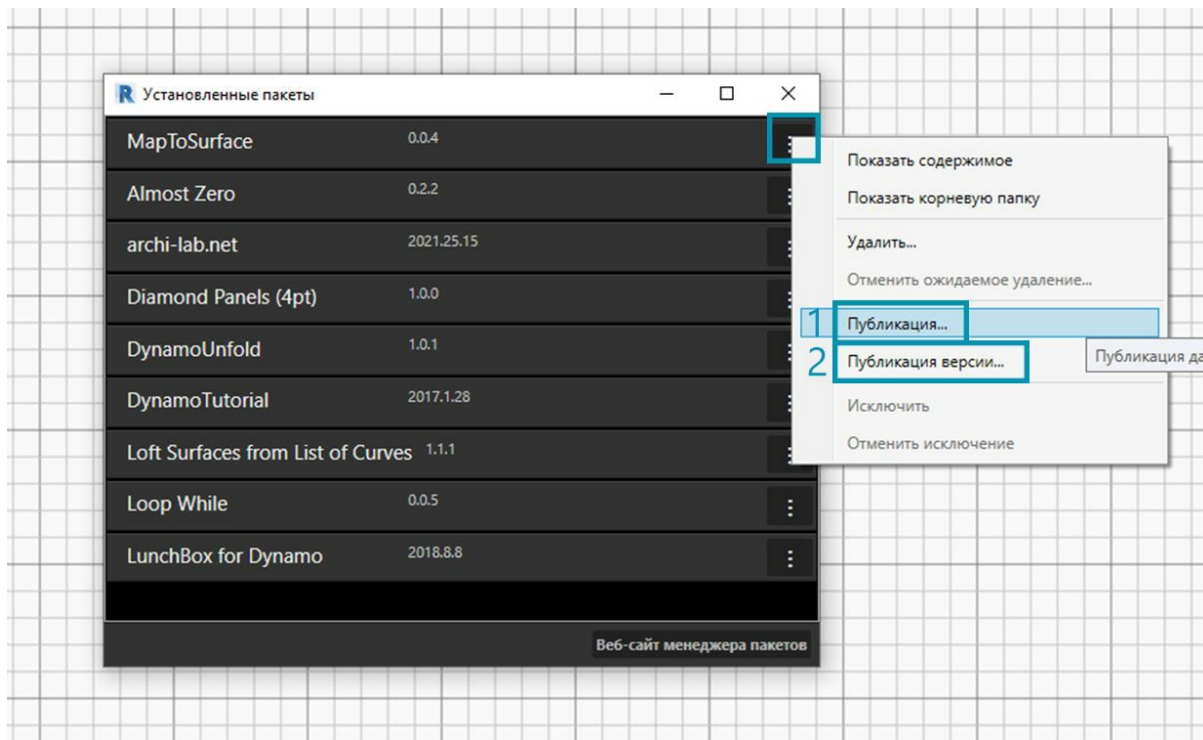 R Установленные пакеты
MapToSurface 0.0.4
Almost Zero 0.2.2
archi-lab.net 2021.25.15
Diamond Panels (4pt) 1.0.0
DynamoUnfold 1.0.1
DynamoTutorial 2017.1.28
Loft Surfaces from List of Curves 1.1.1
Loop While 0.0.5
LunchBox for Dynamo 2018.8.8
Веб-сайт менеджера пакетов
Показать содержимое
Показать корневую папку
Удалить...
Отменить ожидаемое удаление...
1 Публикация...
2 Публикация версии...
Публикация да
Исключить
Отменить исключение